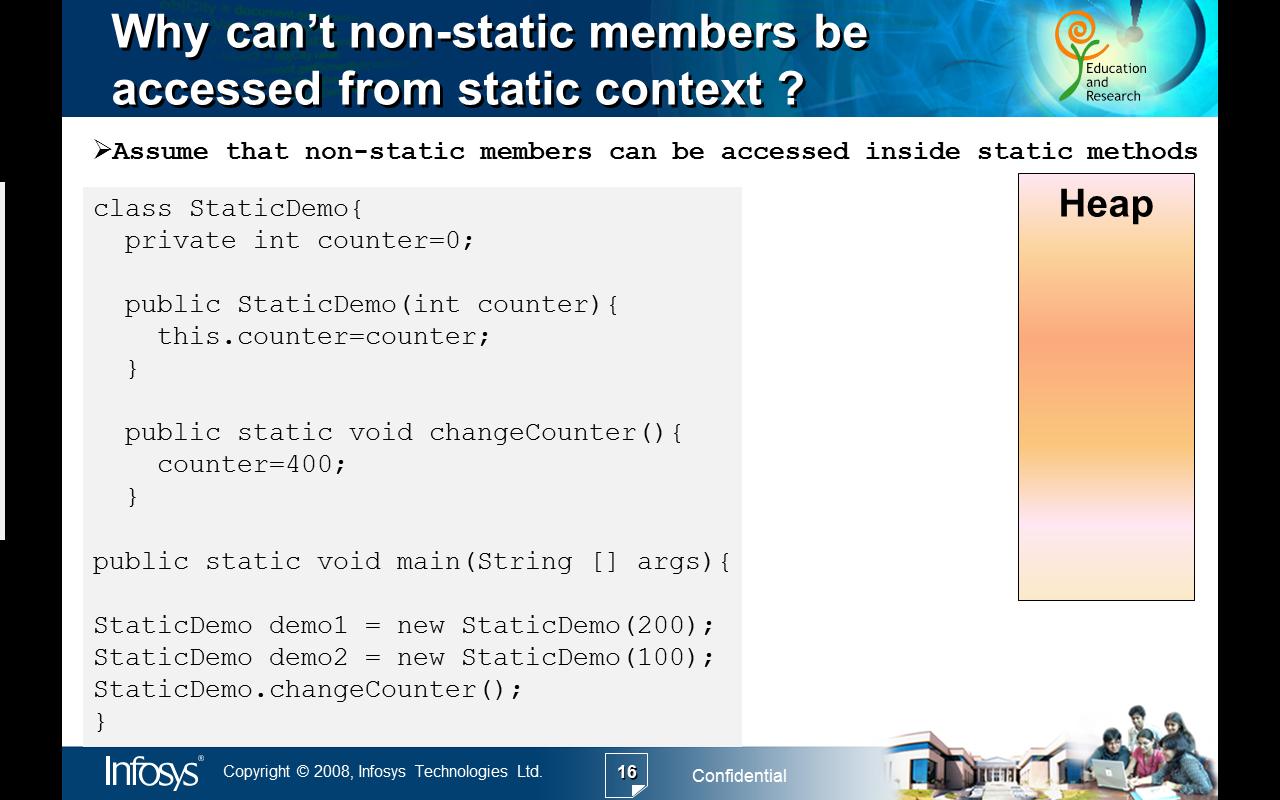 Why can't non-static members be
accessed from static context ?
Education
and
Research
➢Assume that non-static members can be accessed inside static methods
class StaticDemo{
private int counter=0;
public StaticDemo(int counter){
this.counter=counter;
}
public static void changeCounter(){
counter=400;
}
public static void main(String [] args){
StaticDemo demo1 = new StaticDemo(200);
StaticDemo demo2 = new StaticDemo(100);
StaticDemo.changeCounter();
}
Heap
Infosys®
Copyright © 2008, Infosys Technologies Ltd.
16
Confidential